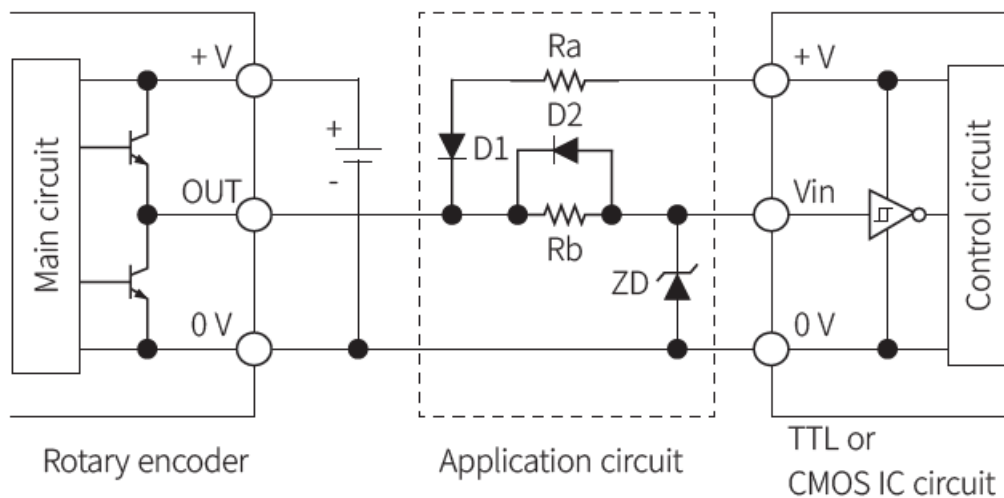 Main circuit
+ V
OUT
0 V
+
-
Ra
D1
D2
Rb
ZD
+ V
Vin
0 V
Control circuit
Rotary encoder
Application circuit
TTL or
CMOS IC circuit